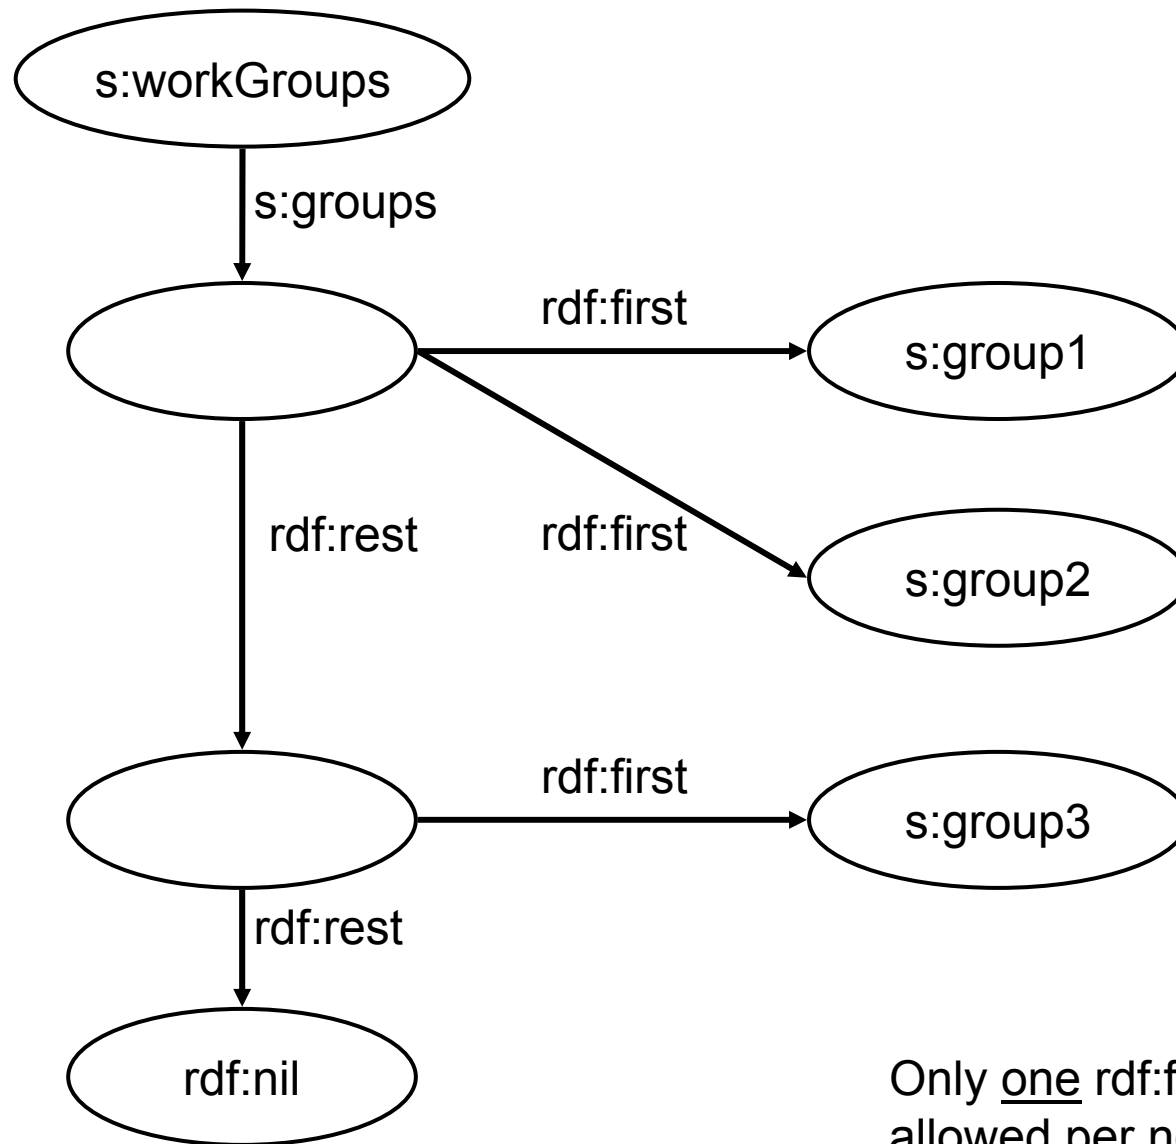 s:workGroups
s:groups
rdf:first
s:group1
rdf:rest
rdf:first
s:group2
rdf:first
s:group3
rdf:rest
rdf:nil
Only one
allowed per